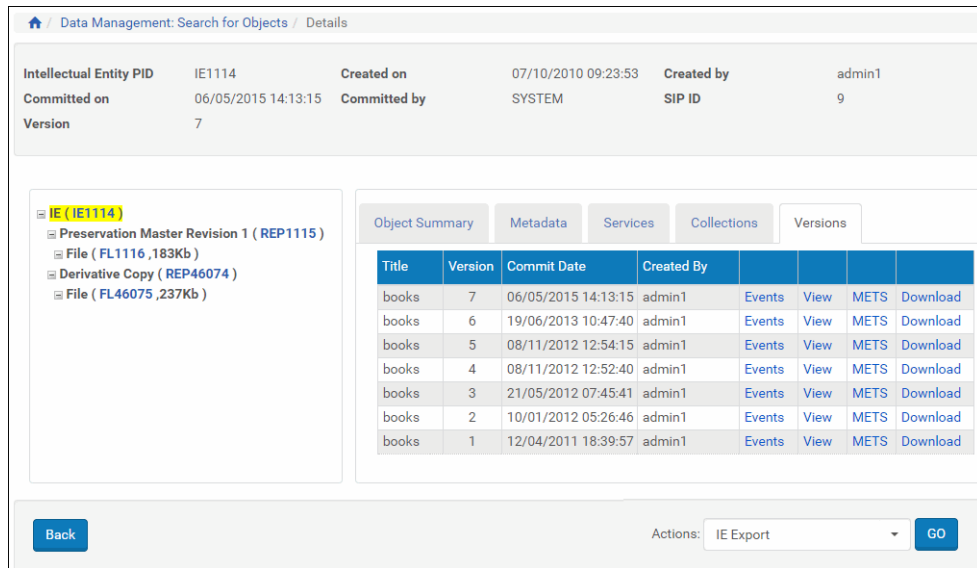 / Data Management: Search for Objects / Details
Intellectual Entity PID IE1114 Created on 07/10/2010 09:23:53 Created by admin1
Committed on 06/05/2015 14:13:15 Committed by SYSTEM SIP ID 9
Version 7
IE ( IE1114 )
Preservation Master Revision 1 ( REP1115 )
File ( FL1116 ,183Kb )
Derivative Copy ( REP46074 )
File ( FL46075 ,237Kb )
Object Summary Metadata Services Collections Versions
Title Version Commit Date Created By
books 7 06/05/2015 14:13:15 admin1 Events View METS Download
books 6 19/06/2013 10:47:40 admin1 Events View METS Download
books 5 08/11/2012 12:54:15 admin1 Events View METS Download
books 4 08/11/2012 12:52:40 admin1 Events View METS Download
books 3 21/05/2012 07:45:41 admin1 Events View METS Download
books 2 10/01/2012 05:26:46 admin1 Events View METS Download
books 1 12/04/2011 18:39:57 admin1 Events View METS Download
Back Actions: IE Export GO